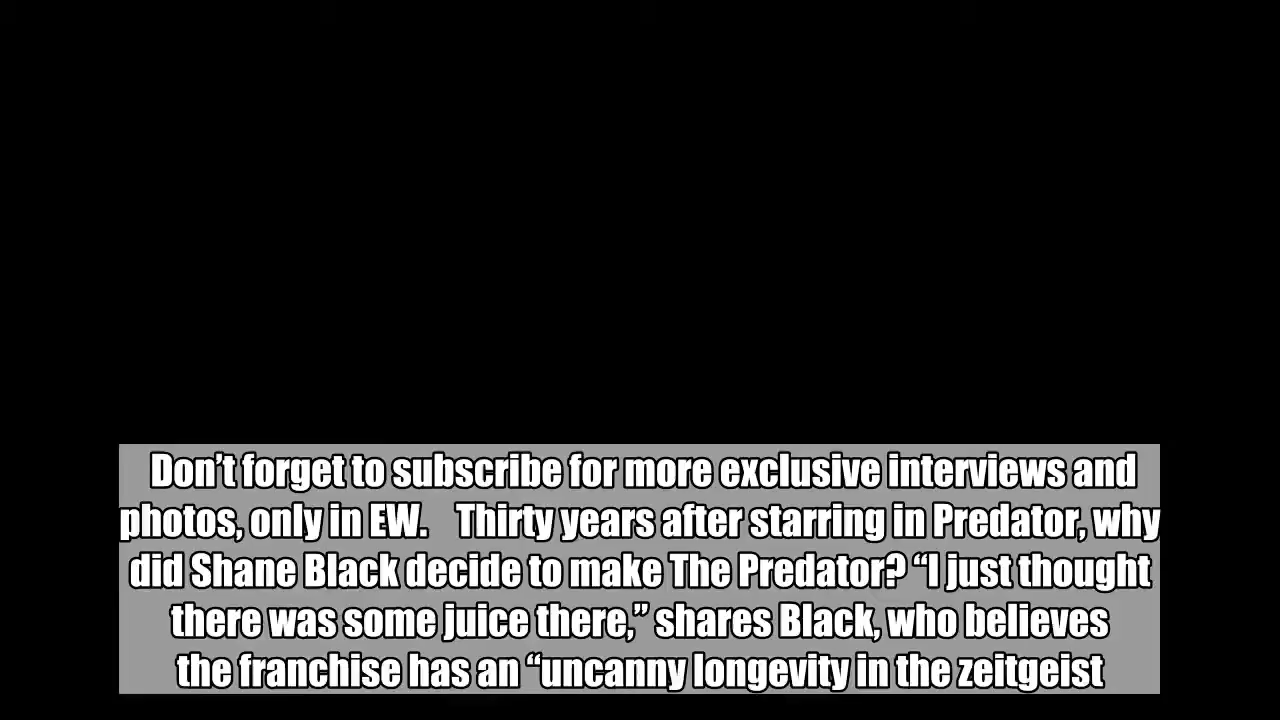 Don’t forget to subscribe for more exclusive interviews and
photos, only in EW.    Thirty years after starring in Predator, why
did Shane Black decide to make The Predator? “I just thought
there was some juice there,” shares Black, who believes
the franchise has an “uncanny longevity in the zeitgeist